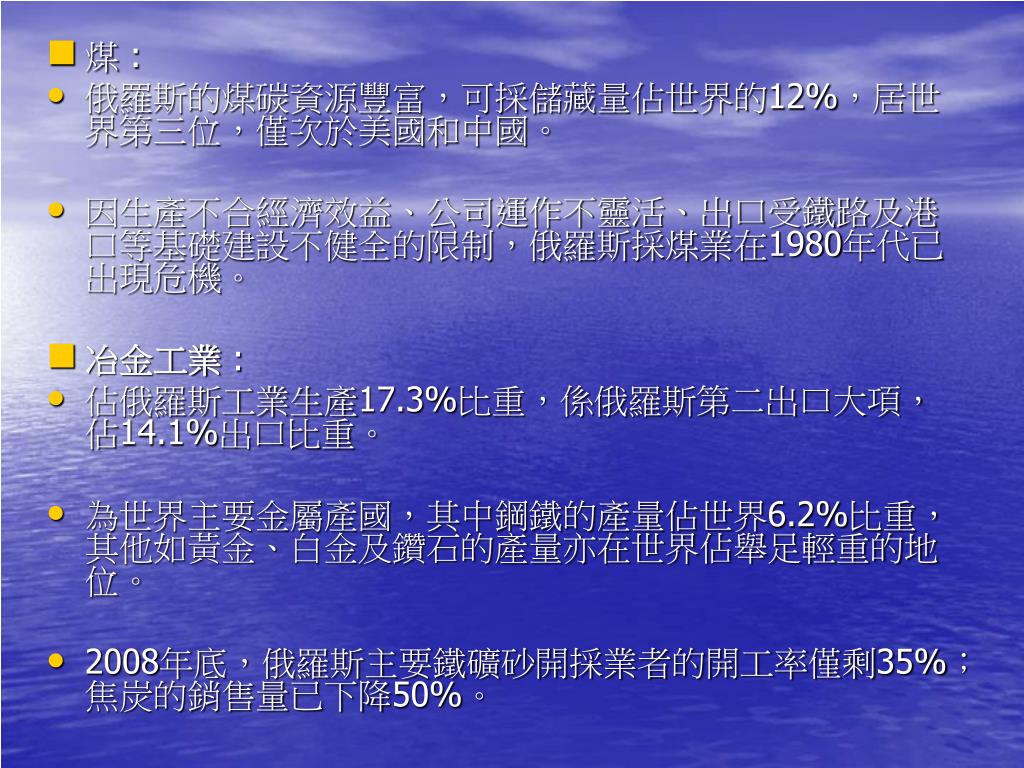 煤：
俄羅斯的煤碳資源豐富，可採儲藏量佔世界的12%，居世
界第三位，僅次於美國和中國。
因生產不合經濟效益、公司運作不靈活、出口受鐵路及港
口等基礎建設不健全的限制，俄羅斯採煤業在1980年代已
出現危機。
冶金工業：
佔俄羅斯工業生產17.3%比重，係俄羅斯第二出口大項，
佔14.1%出口比重。
為世界主要金屬產國，其中鋼鐵的產量佔世界6.2%比重，
其他如黃金、白金及鑽石的產量亦在世界佔舉足輕重的地
位。
2008年底，俄羅斯主要鐵礦砂開採業者的開工率僅剩35%；
焦炭的銷售量已下降50%。